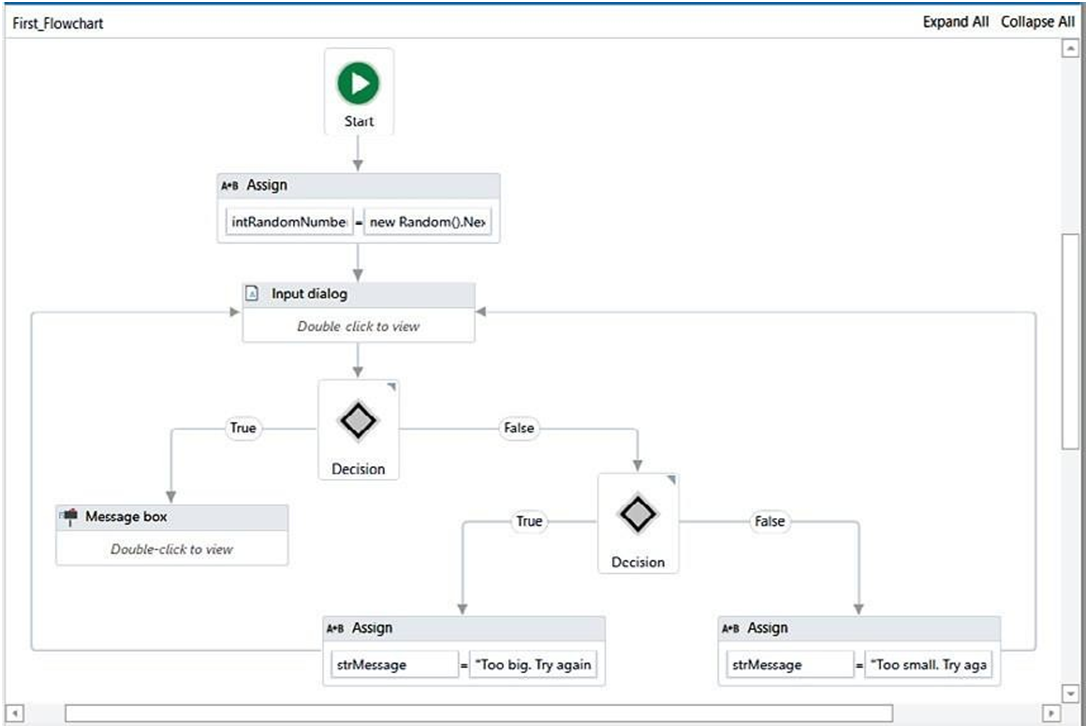 First_Flowchart
Expand All Collapse All
Start
A+B Assign
intRandomNumbe = new Random().Nex
Input dialog
Double click to view
True
False
Decision
Message box
Double-click to view
True
False
Decision
A+B Assign
strMessage = "Too big. Try again
A+B Assign
strMessage = "Too small. Try aga